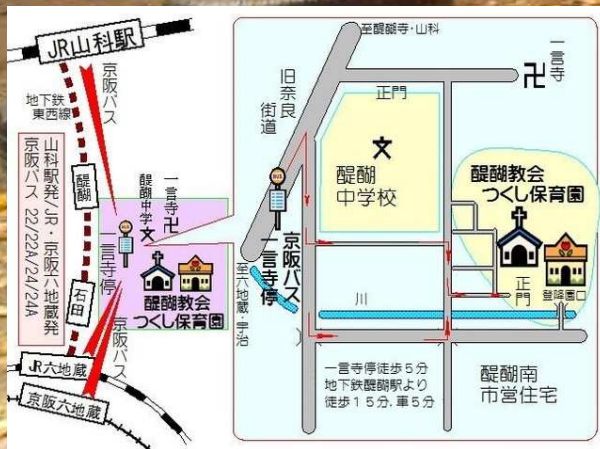 JR山科駅
京阪バス
地下鉄
東西線
山科駅発/JR・京阪六地蔵発
京阪バス 22/22A/24/24A
醍醐
石田
一言寺停
醍醐中学
文
一言寺
卍
醍醐教会
つくし保育園
京阪バス
JR六地蔵
京阪六地蔵
至醍醐寺・山科
旧奈良
街道
正門
文
醍醐
中学校
一言寺
卍
BUS
京阪バス
一言寺停
至六地蔵・宇治
醍醐教会
つくし保育園
正門
登降園口
川
一言寺停徒歩5分
地下鉄醍醐駅より
徒歩15分、車5分
醍醐南
市営住宅